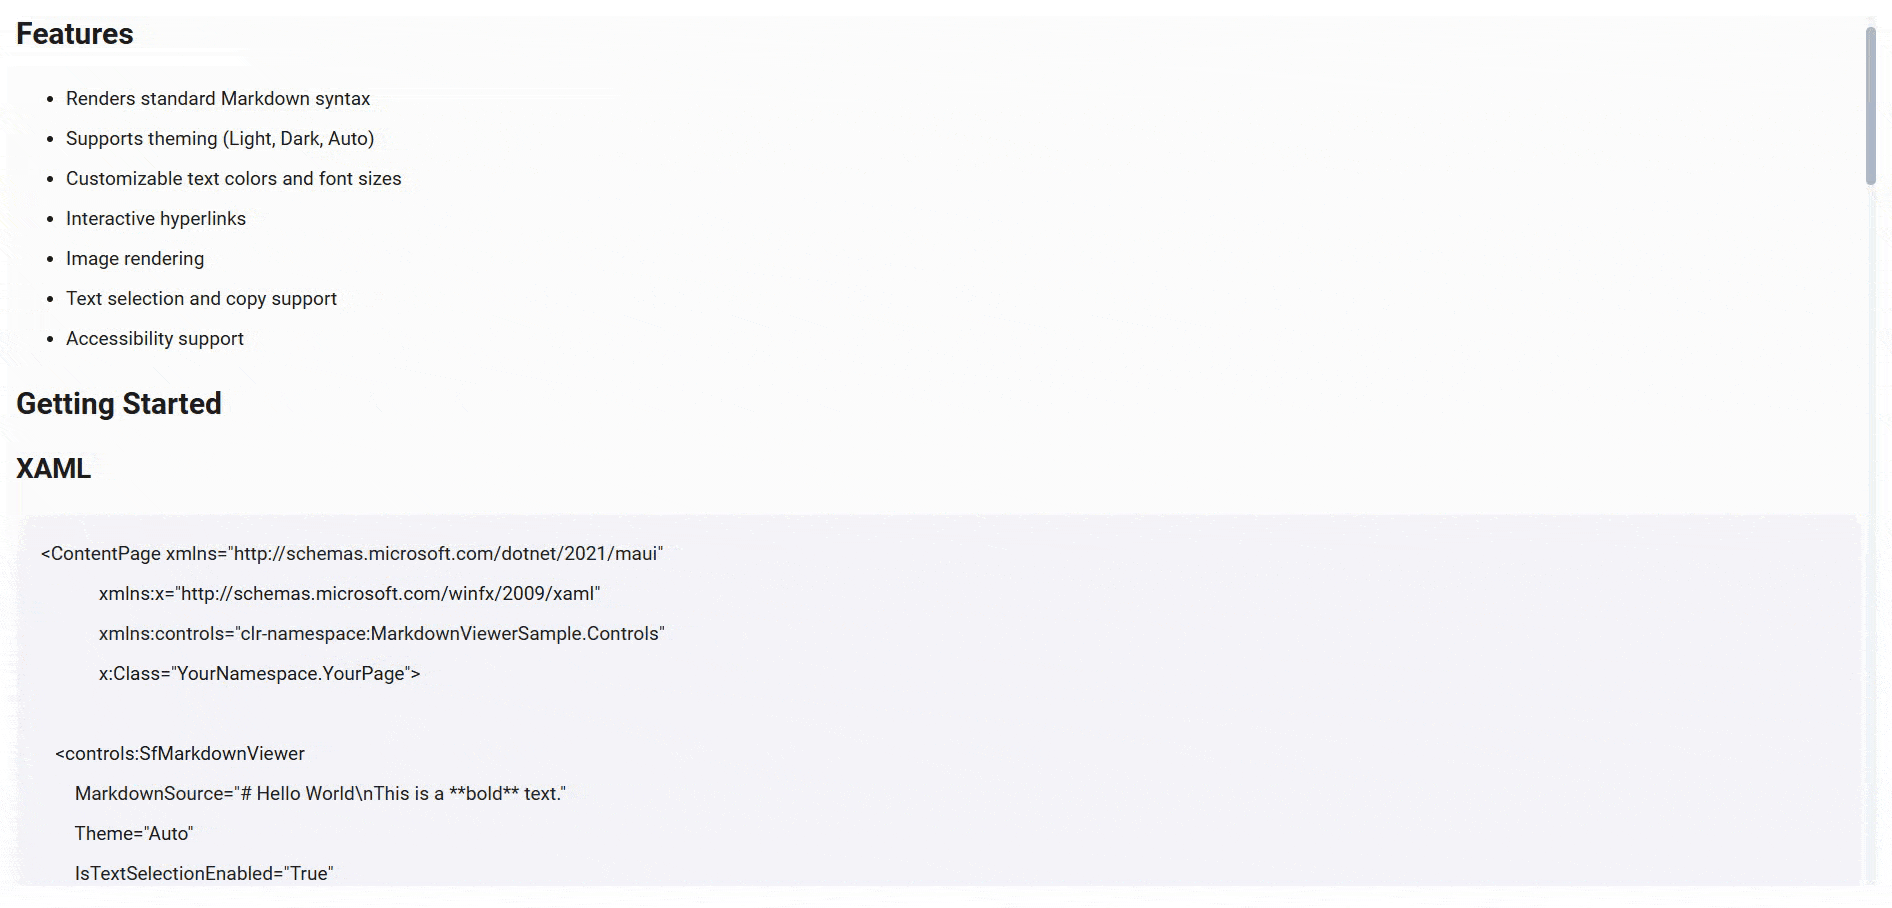 Features
• Renders standard Markdown syntax
• Supports theming (Light, Dark, Auto)
• Customizable text colors and font sizes
• Interactive hyperlinks
• Image rendering
• Text selection and copy support
• Accessibility support
Getting Started
XAML
<ContentPage xmlns="http://schemas.microsoft.com/dotnet/2021/maui"
xmlns:x="http://schemas.microsoft.com/winfx/2009/xaml"
xmlns:controls="clr-namespace:MarkdownViewerSample.Controls"
x:Class="YourNamespace.YourPage">
<controls:SfMarkdownViewer
MarkdownSource="# Hello World\nThis is a **bold** text."
Theme="Auto"
IsTextSelectionEnabled="True"